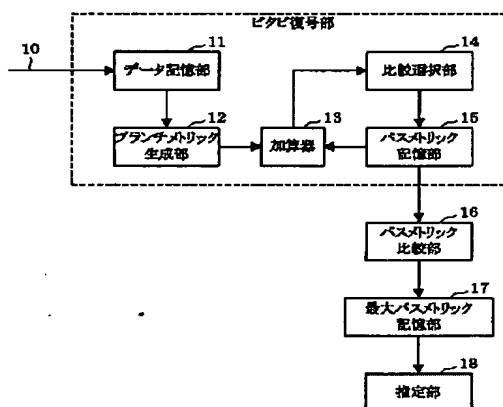 ビタビ復号部
10
11
データ記憶部
12
ブランチメトリック
生成部
13
加算器
14
比較選択部
15
パスメトリック
記憶部
16
パスメトリック
比較部
17
最大パスメトリック
記憶部
18
推定部